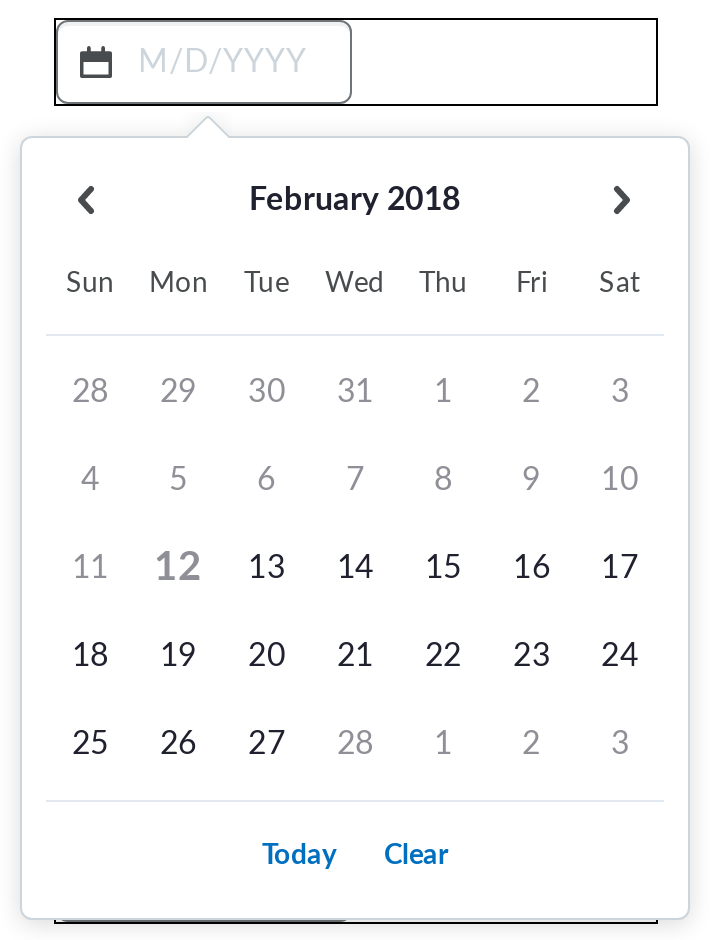 M/D/YYYY
February 2018
Sun Mon Tue Wed Thu Fri Sat
28 29 30 31 1 2 3
4 5 6 7 8 9 10
11 12 13 14 15 16 17
18 19 20 21 22 23 24
25 26 27 28 1 2 3
Today Clear